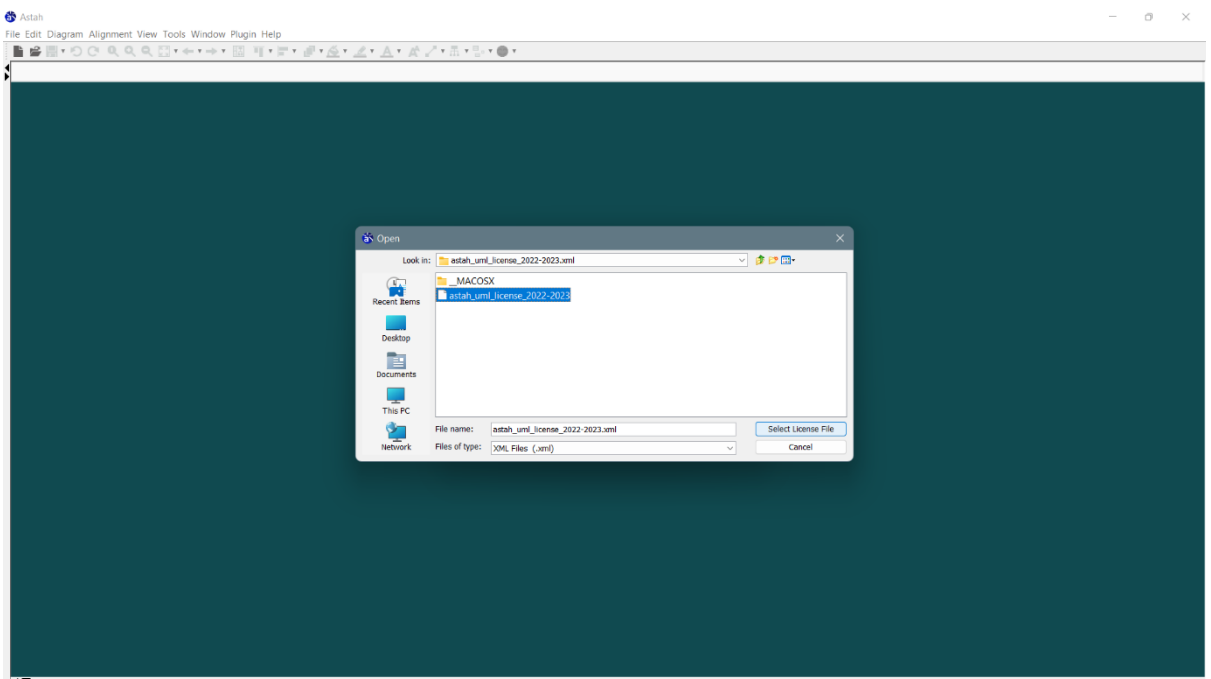 Astah
File Edit Diagram Alignment View Tools Window Plugin Help
Open
Look in: astah_uml_license_2022-2023.xml
__MACOSX
astah_uml_license_2022-2023
Recent Items
Desktop
Documents
This PC
Network
File name: astah_uml_license_2022-2023.xml Select License File
Files of type: XML Files (.xml) Cancel